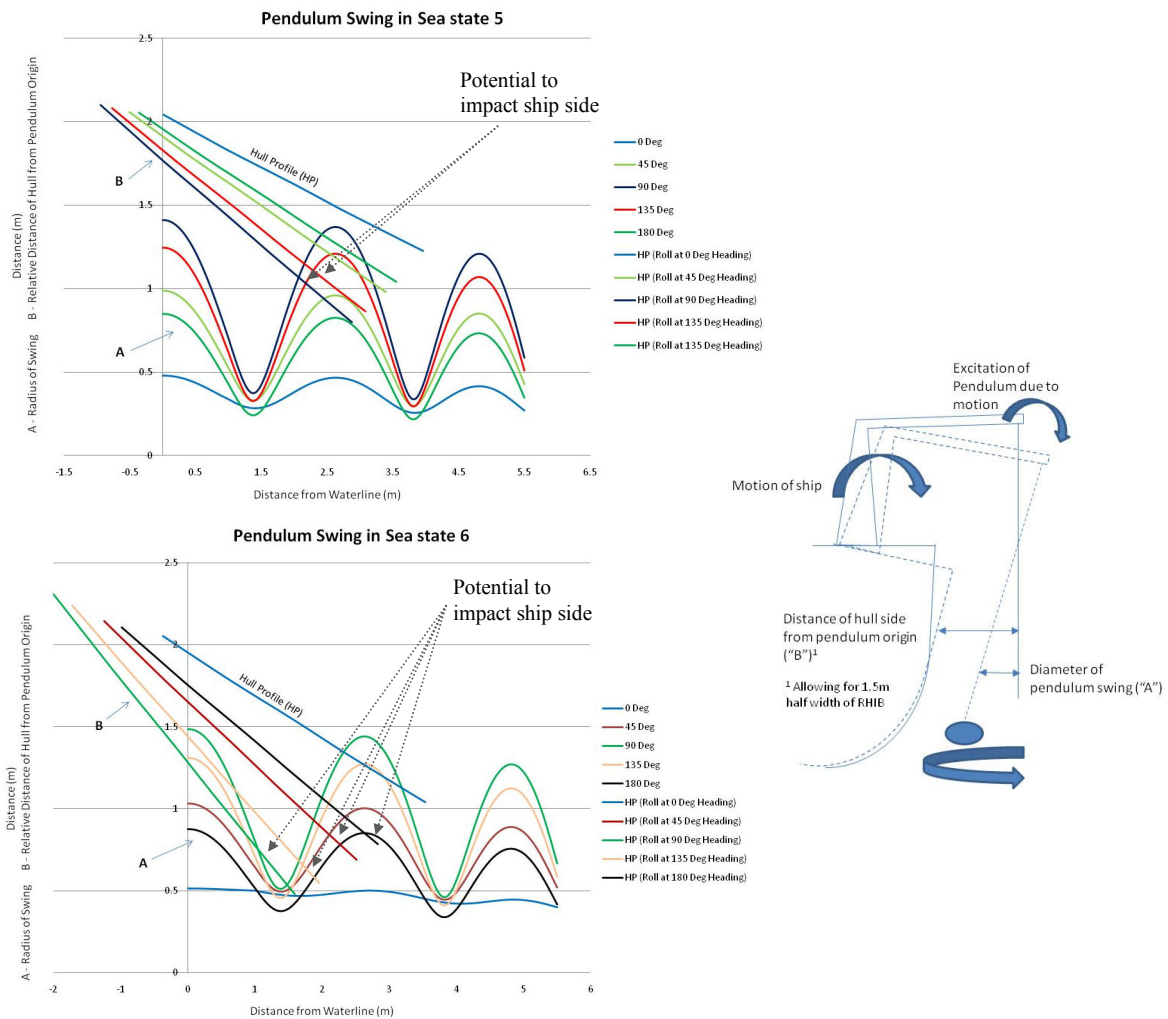 Pendulum Swing in Sea state 5
A - Radius of Swing B - Relative Distance of Hull from Pendulum Origin
Distance (m)
2.5
2
1.5
1
0.5
0
-1.5
-0.5
0.5
1.5
2.5
3.5
4.5
5.5
6.5
Distance from Waterline (m)
Potential to
impact ship side
Hull Profile (HP)
B
A
0 Deg
45 Deg
90 Deg
135 Deg
180 Deg
HP (Roll at 0 Deg Heading)
HP (Roll at 45 Deg Heading)
HP (Roll at 90 Deg Heading)
HP (Roll at 135 Deg Heading)
HP (Roll at 135 Deg Heading)
Pendulum Swing in Sea state 6
A - Radius of Swing B - Relative Distance of Hull from Pendulum Origin
Distance (m)
2.5
2
1.5
1
0.5
0
-2
-1
0
1
2
3
4
5
6
Distance from Waterline (m)
Potential to
impact ship side
Hull Profile (HP)
B
A
0 Deg
45 Deg
90 Deg
135 Deg
180 Deg
HP (Roll at 0 Deg Heading)
HP (Roll at 45 Deg Heading)
HP (Roll at 90 Deg Heading)
HP (Roll at 135 Deg Heading)
HP (Roll at 180 Deg Heading)
Excitation of
Pendulum due to
motion
Motion of ship
Distance of hull side
from pendulum origin
("B")¹
¹ Allowing for 1.5m
half width of RHIB
Diameter of
pendulum swing ("A")